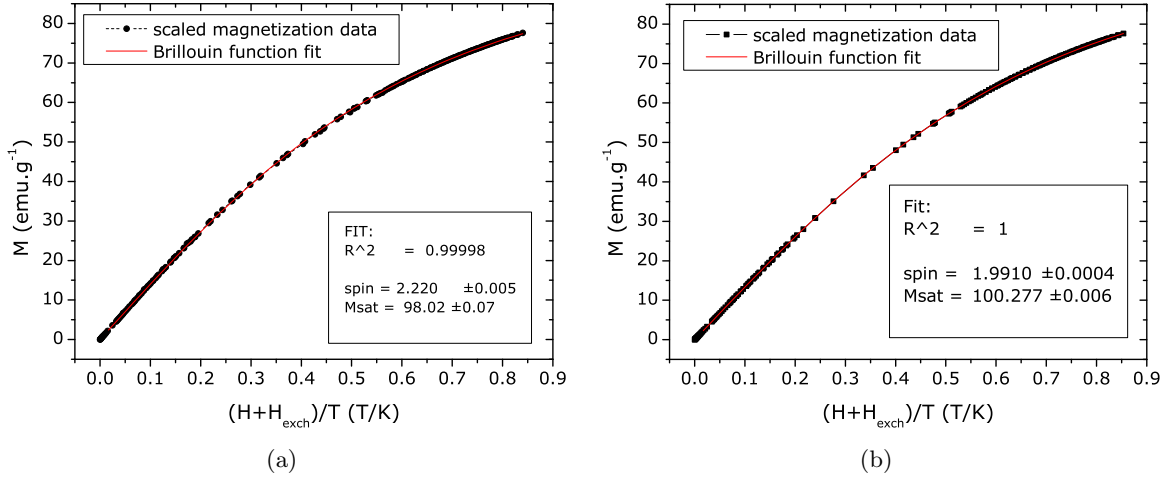 80
70
60
50
40
30
20
10
0
M (emu.g⁻¹)
scaled magnetization data
Brillouin function fit
FIT:
R^2 = 0.99998
spin = 2.220 ±0.005
Msat = 98.02 ±0.07
0.0 0.1 0.2 0.3 0.4 0.5 0.6 0.7 0.8 0.9
(H+H_exch)/T (T/K)
(a)
80
70
60
50
40
30
20
10
0
M (emu.g⁻¹)
scaled magnetization data
Brillouin function fit
Fit:
R^2 = 1
spin = 1.9910 ±0.0004
Msat = 100.277 ±0.006
0.0 0.1 0.2 0.3 0.4 0.5 0.6 0.7 0.8 0.9
(H+H_exch)/T (T/K)
(b)